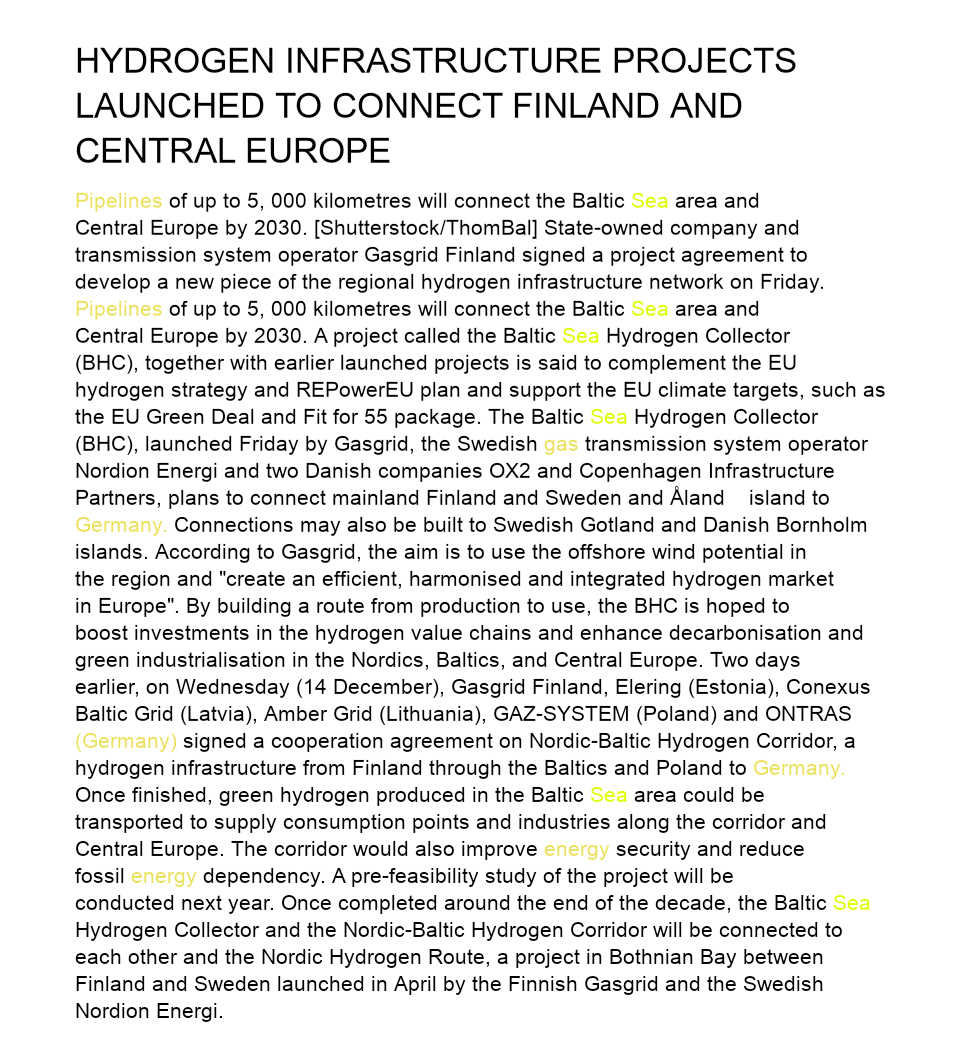 HYDROGEN INFRASTRUCTURE PROJECTS
LAUNCHED TO CONNECT FINLAND AND
CENTRAL EUROPE
Pipelines of up to 5, 000 kilometres will connect the Baltic Sea area and
Central Europe by 2030. [Shutterstock/ThomBal] State-owned company and
transmission system operator Gasgrid Finland signed a project agreement to
develop a new piece of the regional hydrogen infrastructure network on Friday.
Pipelines of up to 5, 000 kilometres will connect the Baltic Sea area and
Central Europe by 2030. A project called the Baltic Sea Hydrogen Collector
(BHC), together with earlier launched projects is said to complement the EU
hydrogen strategy and REPowerEU plan and support the EU climate targets, such as
the EU Green Deal and Fit for 55 package. The Baltic Sea Hydrogen Collector
(BHC), launched Friday by Gasgrid, the Swedish gas transmission system operator
Nordion Energi and two Danish companies OX2 and Copenhagen Infrastructure
Partners, plans to connect mainland Finland and Sweden and Åland island to
Germany. Connections may also be built to Swedish Gotland and Danish Bornholm
islands. According to Gasgrid, the aim is to use the offshore wind potential in
the region and "create an efficient, harmonised and integrated hydrogen market
in Europe". By building a route from production to use, the BHC is hoped to
boost investments in the hydrogen value chains and enhance decarbonisation and
green industrialisation in the Nordics, Baltics, and Central Europe. Two days
earlier, on Wednesday (14 December), Gasgrid Finland, Elering (Estonia), Conexus
Baltic Grid (Latvia), Amber Grid (Lithuania), GAZ-SYSTEM (Poland) and ONTRAS
(Germany) signed a cooperation agreement on Nordic-Baltic Hydrogen Corridor, a
hydrogen infrastructure from Finland through the Baltics and Poland to Germany.
Once finished, green hydrogen produced in the Baltic Sea area could be
transported to supply consumption points and industries along the corridor and
Central Europe. The corridor would also improve energy security and reduce
fossil energy dependency. A pre-feasibility study of the project will be
conducted next year. Once completed around the end of the decade, the Baltic Sea
Hydrogen Collector and the Nordic-Baltic Hydrogen Corridor will be connected to
each other and the Nordic Hydrogen Route, a project in Bothnian Bay between
Finland and Sweden launched in April by the Finnish Gasgrid and the Swedish
Nordion Energi.